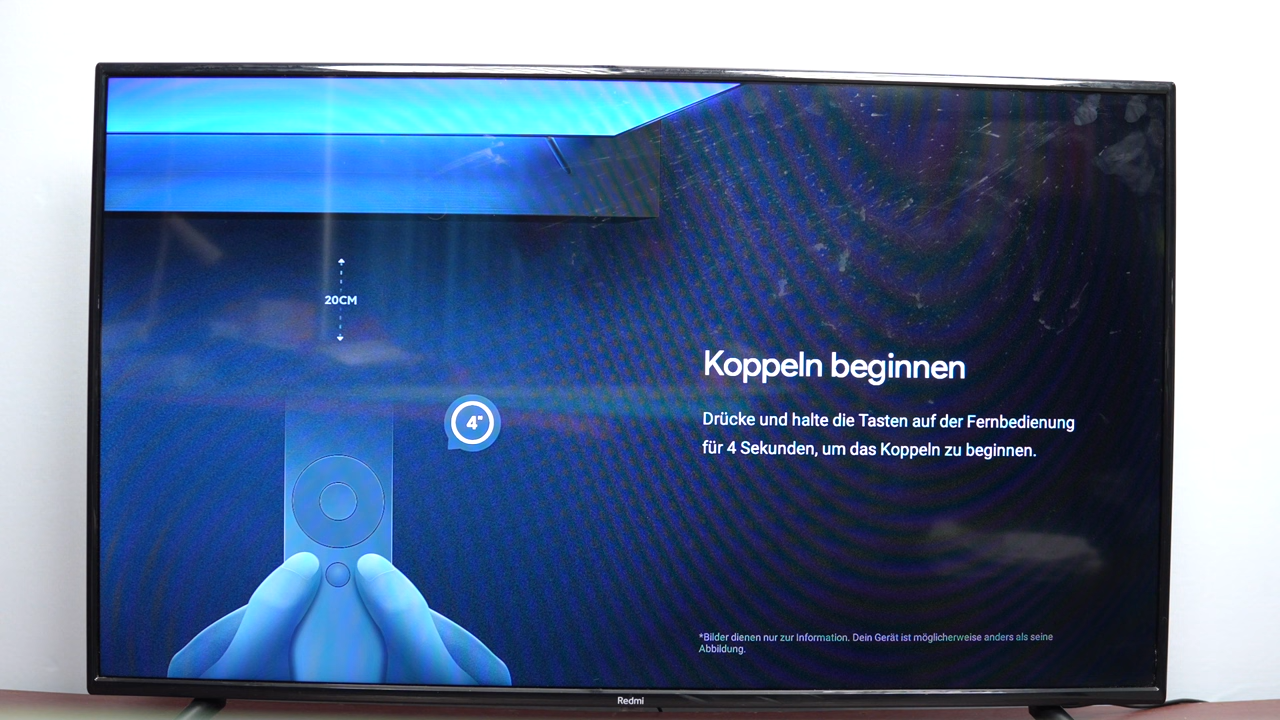 20CM
4"
Koppeln beginnen
Drücke und halte die Tasten auf der Fernbedienung
für 4 Sekunden, um das Koppeln zu beginnen.
*Bilder dienen nur zur Information. Dein Gerät ist möglicherweise anders als seine
Abbildung.
Redmi